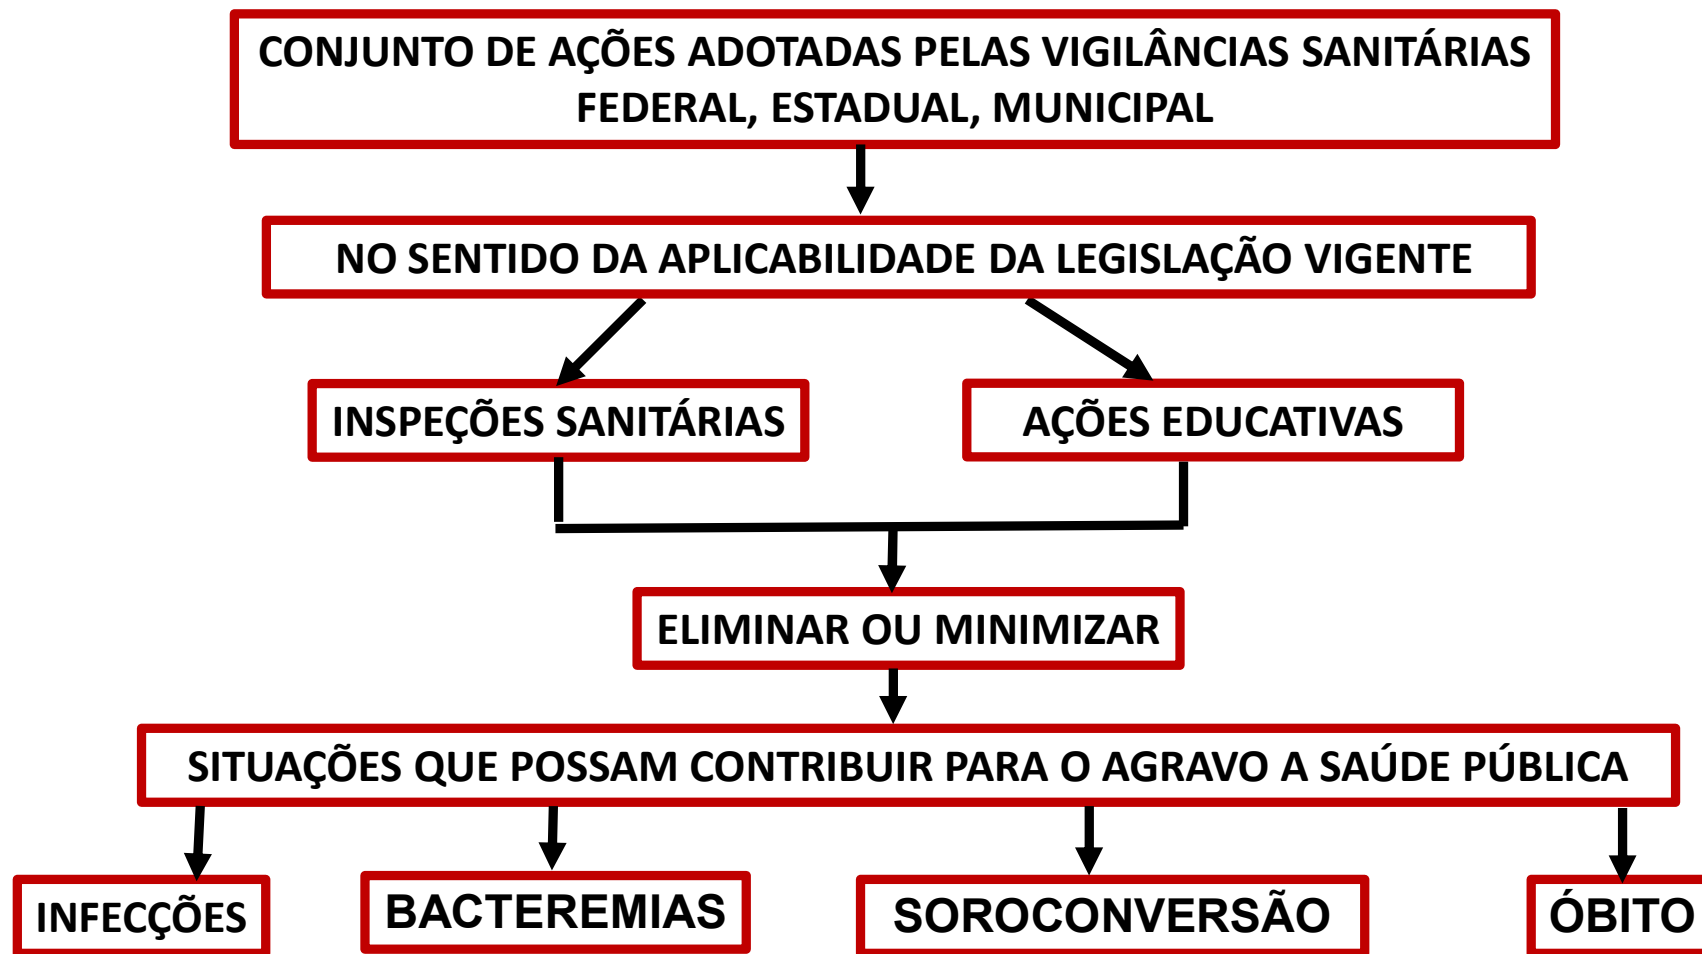 CONJUNTO DE AÇÕES ADOTADAS PELAS VIGILÂNCIAS SANITÁRIAS
FEDERAL, ESTADUAL, MUNICIPAL
NO SENTIDO DA APLICABILIDADE DA LEGISLAÇÃO VIGENTE
INSPEÇÕES SANITÁRIAS
AÇÕES EDUCATIVAS
ELIMINAR OU MINIMIZAR
SITUAÇÕES QUE POSSAM CONTRIBUIR PARA O AGRAVO A SAÚDE PÚBLICA
INFECÇÕES
BACTEREMIAS
SOROCONVERSÃO
ÓBITO